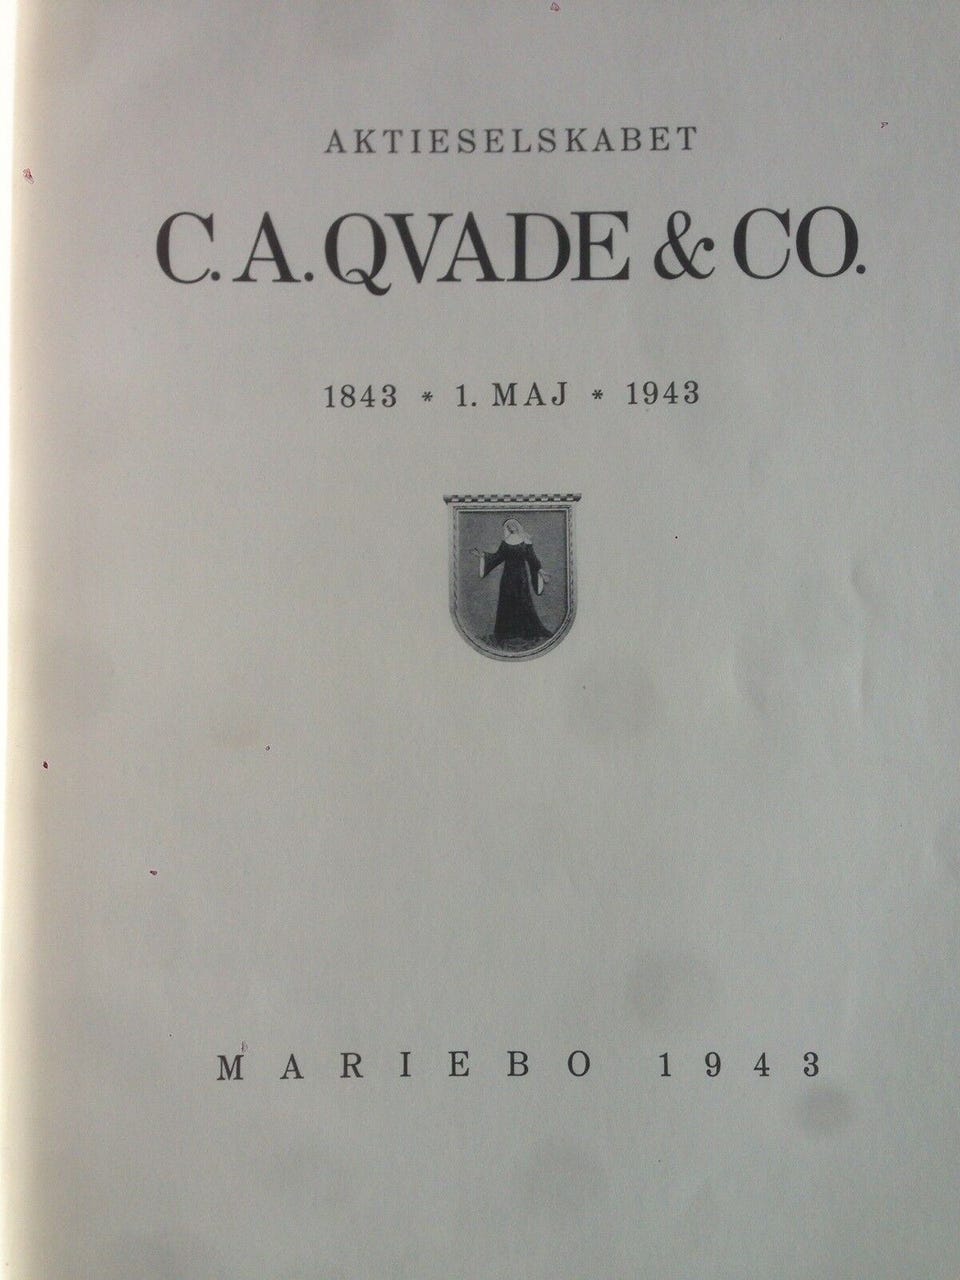 AKTIESELSKABET
C. A. QVADE & CO.
1843 * 1. MAJ * 1943
MARIEBO 1943